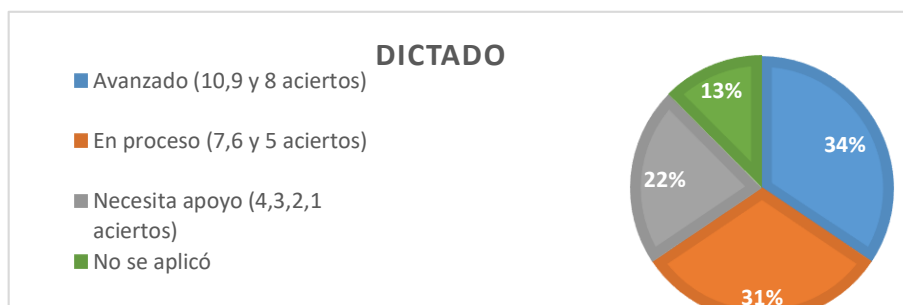 DICTADO
Avanzado (10,9 y 8 aciertos)
En proceso (7,6 y 5 aciertos)
Necesita apoyo (4,3,2,1
aciertos)
No se aplicó
13%
34%
22%
31%